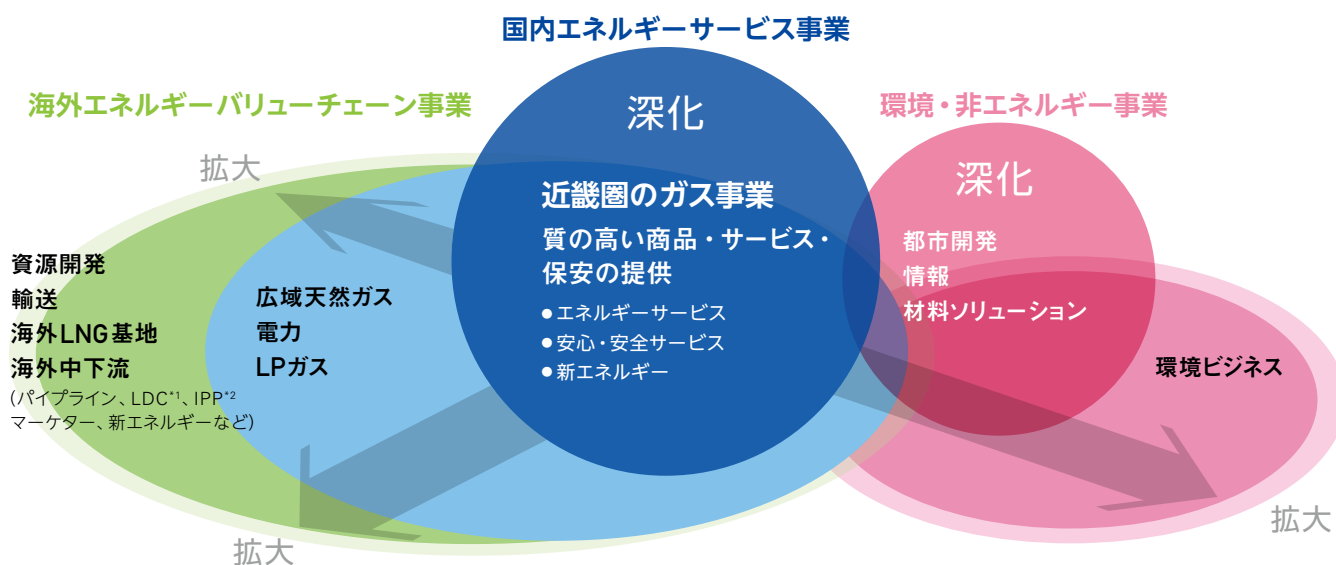 国内エネルギーサービス事業
海外エネルギーバリューチェーン事業
環境・非エネルギー事業
深化
拡大
深化
近畿圏のガス事業
質の高い商品・サービス・
保安の提供
●エネルギーサービス
●安心・安全サービス
●新エネルギー
都市開発
情報
材料ソリューション
資源開発
輸送
海外LNG基地
海外中下流
(パイプライン、LDC*1、IPP*2
マーケター、新エネルギーなど)
広域天然ガス
電力
LPガス
環境ビジネス
拡大
拡大